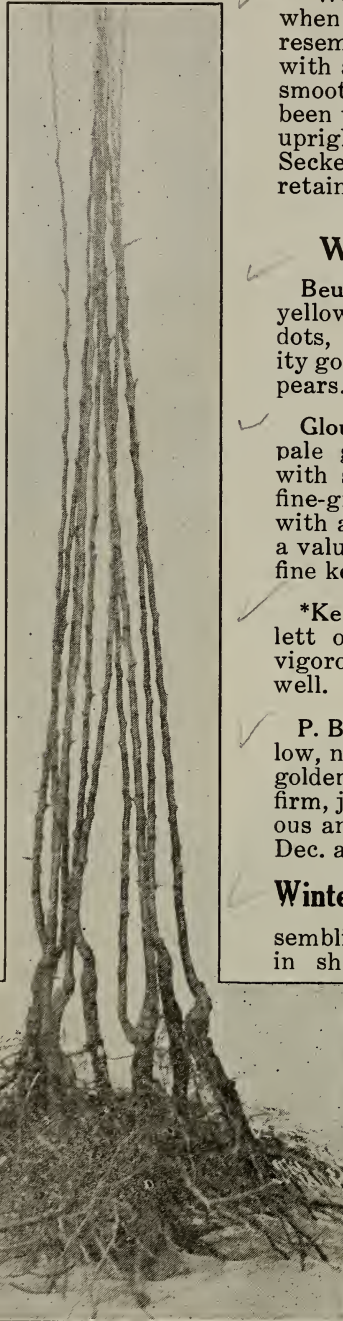 when
resem
with a
smoot
been
uprigh
Secke
retain
W
Beu
yellow
dots,
ity go
pears.
Glou
pale g
with s
fine-g
with a
a valu
fine ke
*Ke
lett o
vigoro
well.
P. B
low, n
golden
firm, j
ous an
Dec. a
Winte
sembli
in sh